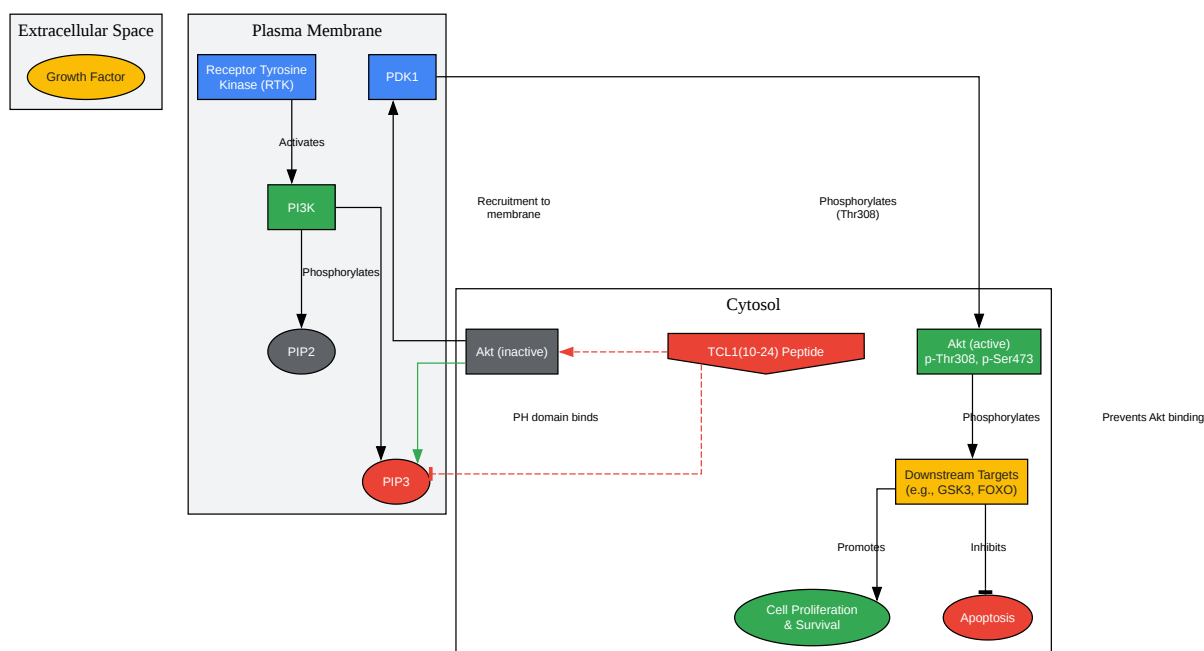 Extracellular Space
Growth Factor
Plasma Membrane
Receptor Tyrosine
Kinase (RTK)
PDK1
Activates
PI3K
Phosphorylates
PIP2
PIP3
Recruitment to
membrane
Phosphorylates
(Thr308)
Cytosol
Akt (inactive)
TCL1(10-24) Peptide
Akt (active)
p-Thr308, p-Ser473
PH domain binds
Phosphorylates
Prevents Akt binding
Downstream Targets
(e.g., GSK3, FOXO)
Promotes
Inhibits
Cell Proliferation
& Survival
Apoptosis